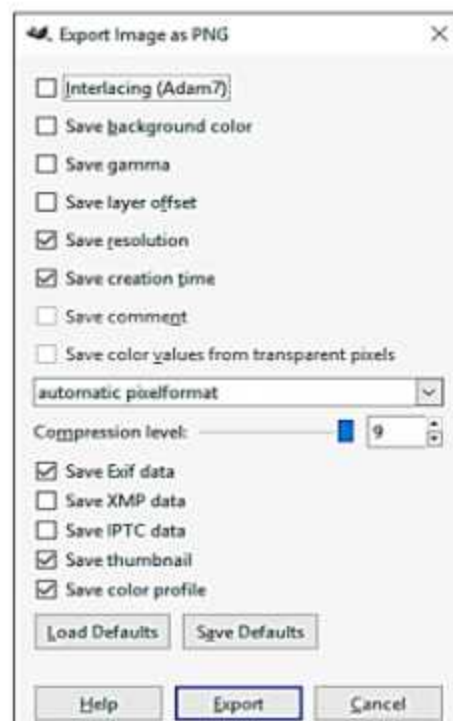 Export Image as PNG
Interlacing (Adam7)
Save background color
Save gamma
Save layer offset
Save resolution
Save creation time
Save comment
Save color values from transparent pixels
automatic pixelformat
Compression level: 9
Save Exif data
Save XMP data
Save IPTC data
Save thumbnail
Save color profile
Load Defaults Save Defaults
Help Export Cancel